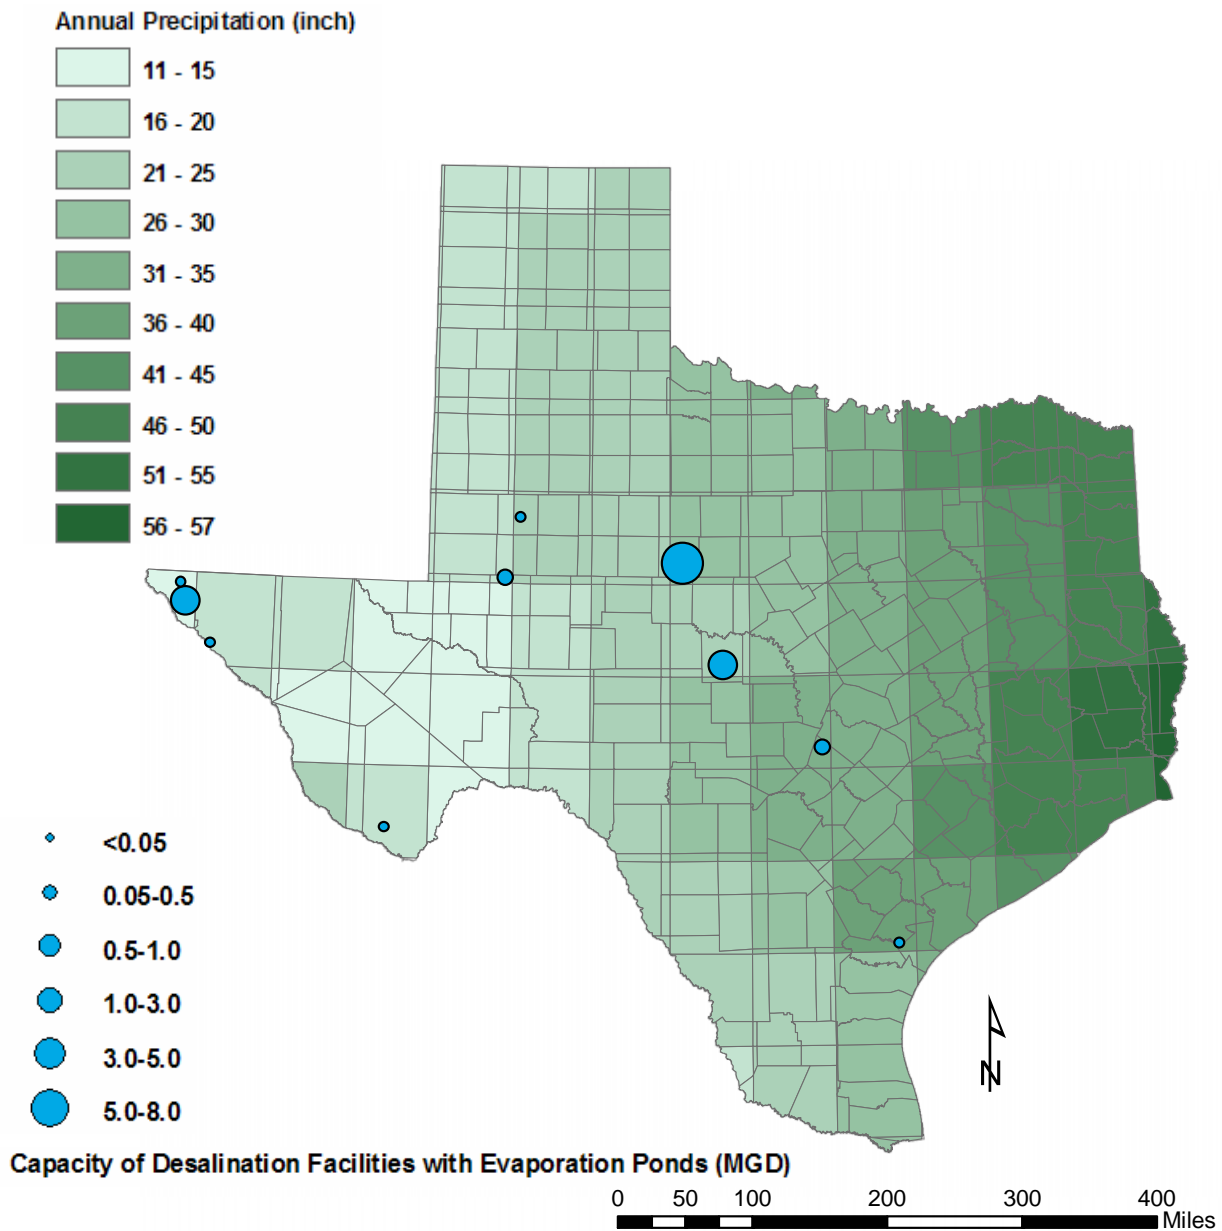 Annual Precipitation (inch)
11 - 15
16 - 20
21 - 25
26 - 30
31 - 35
36 - 40
41 - 45
46 - 50
51 - 55
56 - 57
<0.05
0.05-0.5
0.5-1.0
1.0-3.0
3.0-5.0
5.0-8.0
N
Capacity of Desalination Facilities with Evaporation Ponds (MGD)
0 50 100 200 300 400
Miles